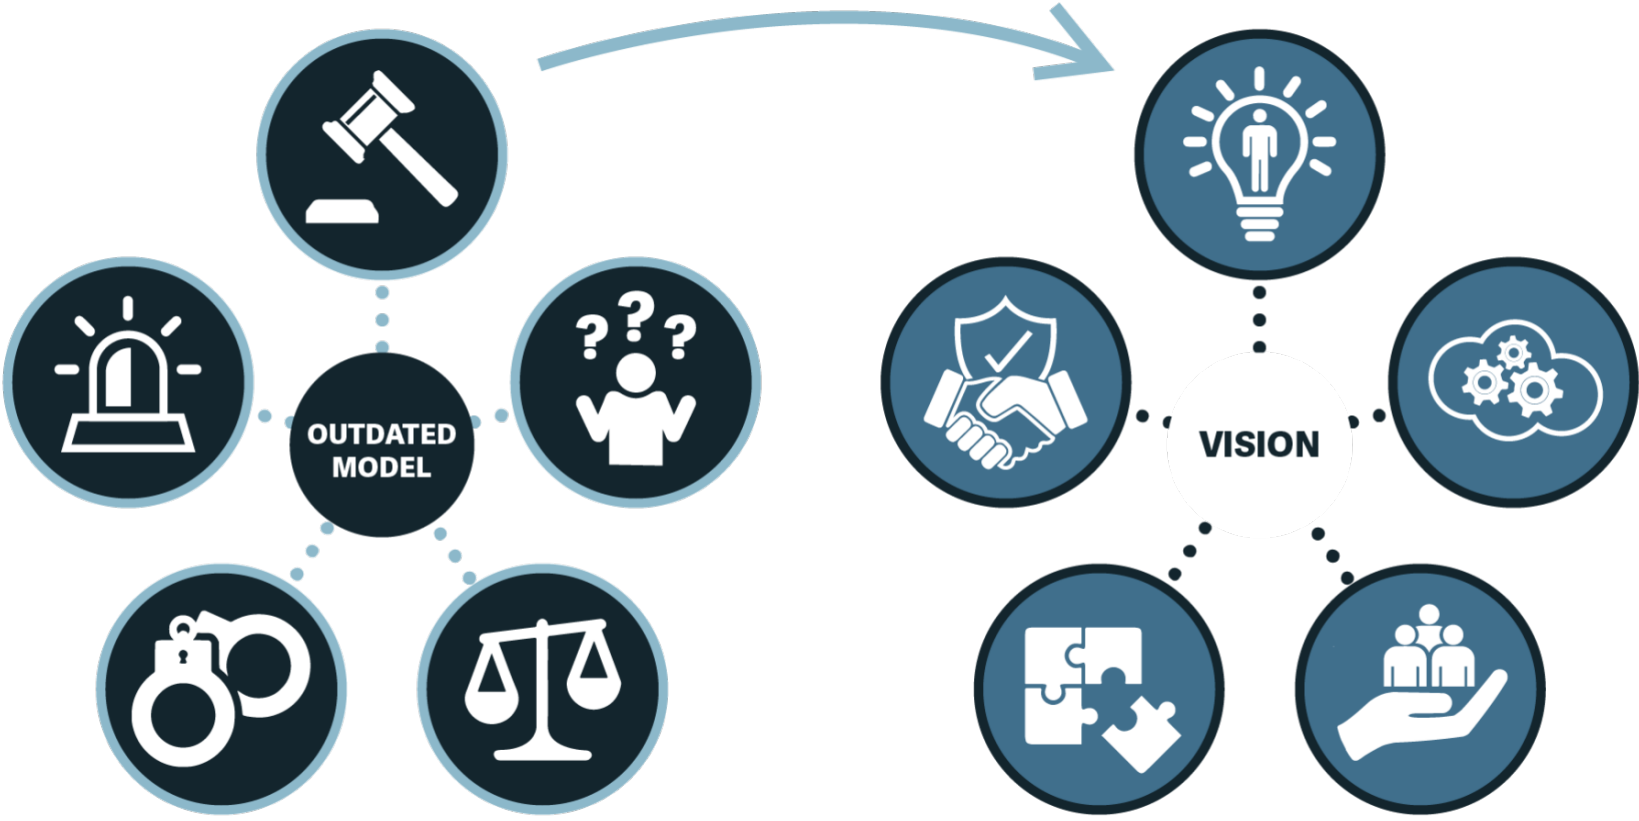 ? ? ?
OUTDATED
MODEL
VISION